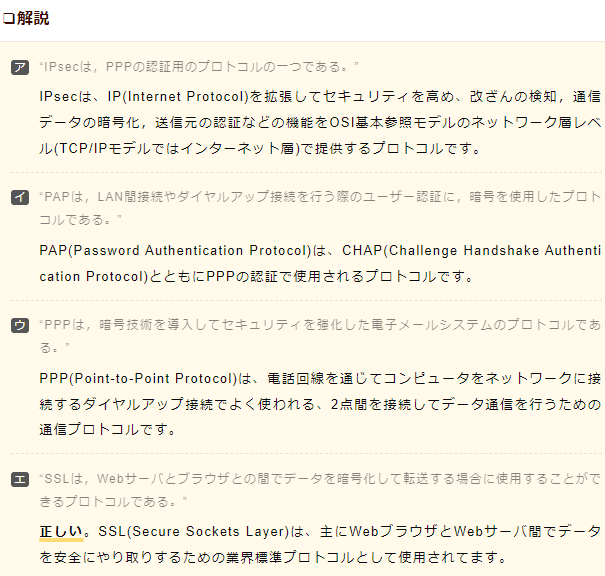 ❏解説
ア “IPsecは，PPPの認証用のプロトコルの一つである。”
IPsecは、IP(Internet Protocol)を拡張してセキュリティを高め、改ざんの検知，通信
データの暗号化，送信元の認証などの機能をOSI基本参照モデルのネットワーク層レベ
ル(TCP/IPモデルではインターネット層)で提供するプロトコルです。
イ “PAPは，LAN間接続やダイヤルアップ接続を行う際のユーザー認証に，暗号を使用したプロト
コルである。”
PAP(Password Authentication Protocol)は、CHAP(Challenge Handshake Authenti
cation Protocol)とともにPPPの認証で使用されるプロトコルです。
ウ “PPPは，暗号技術を導入してセキュリティを強化した電子メールシステムのプロトコルであ
る。”
PPP(Point-to-Point Protocol)は、電話回線を通じてコンピュータをネットワークに接
続するダイヤルアップ接続でよく使われる、2点間を接続してデータ通信を行うための
通信プロトコルです。
エ “SSLは，Webサーバとブラウザとの間でデータを暗号化して転送する場合に使用することがで
きるプロトコルである。”
正しい。SSL(Secure Sockets Layer)は、主にWebブラウザとWebサーバ間でデータ
を安全にやり取りするための業界標準プロトコルとして使用されてます。